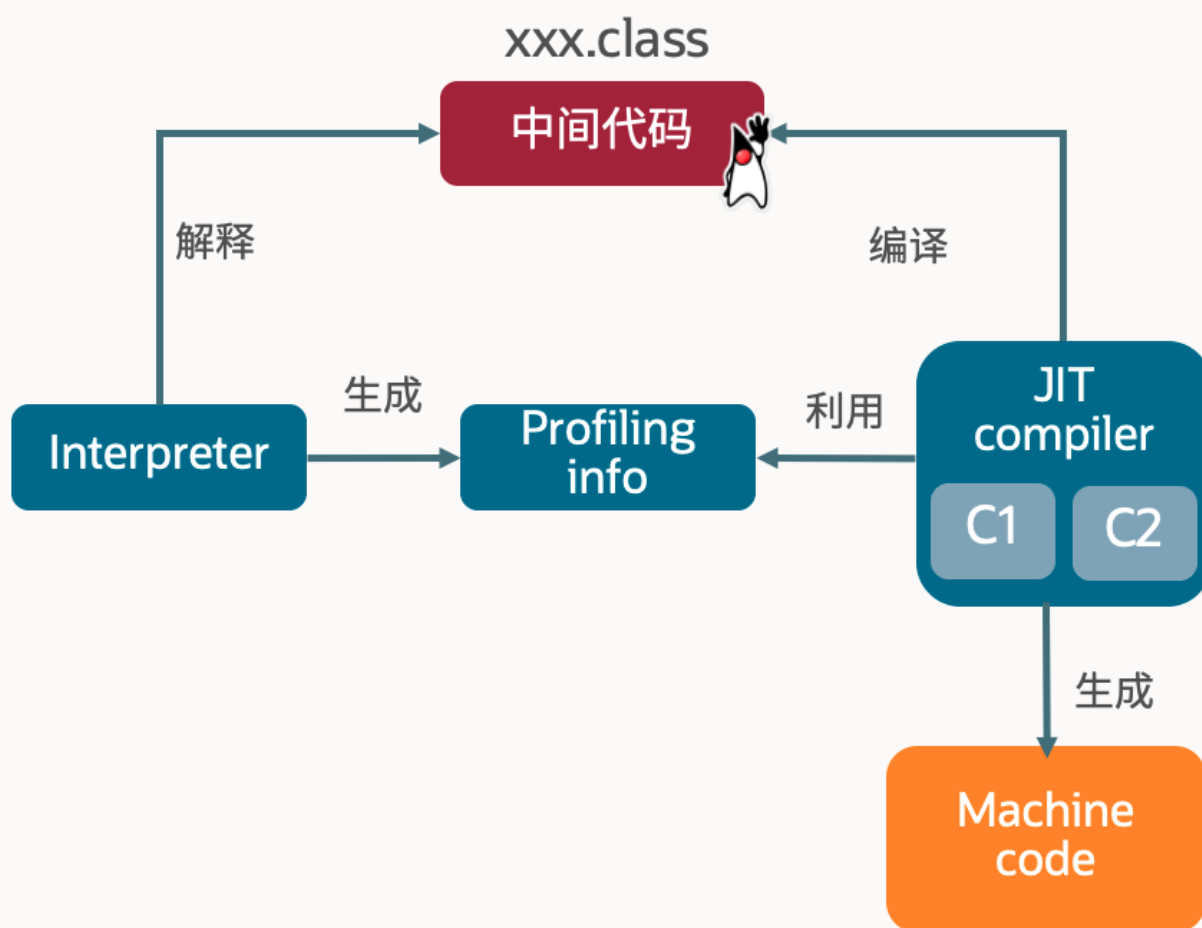 xxx.class
中间代码
解释
编译
生成
利用
Interpreter
Profiling
info
JIT
compiler
C1
C2
生成
Machine
code